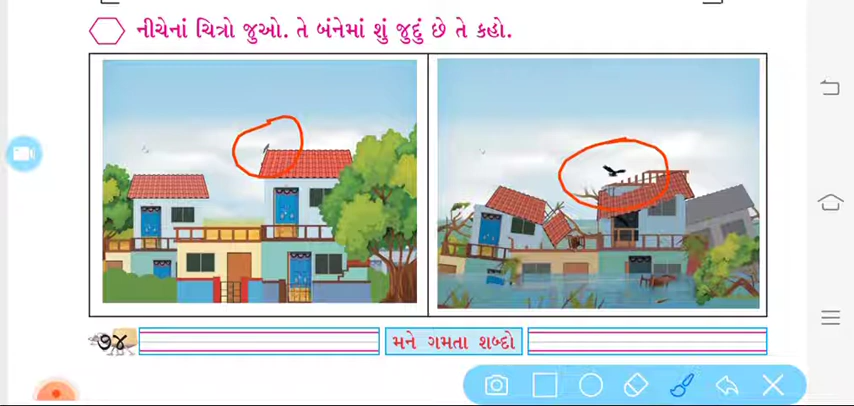 નીચેનાં ચિત્રો જુઓ. તે બંનેમાં શું જુદું છે તે કહો.
૭૪
મને ગમતા શબ્દો